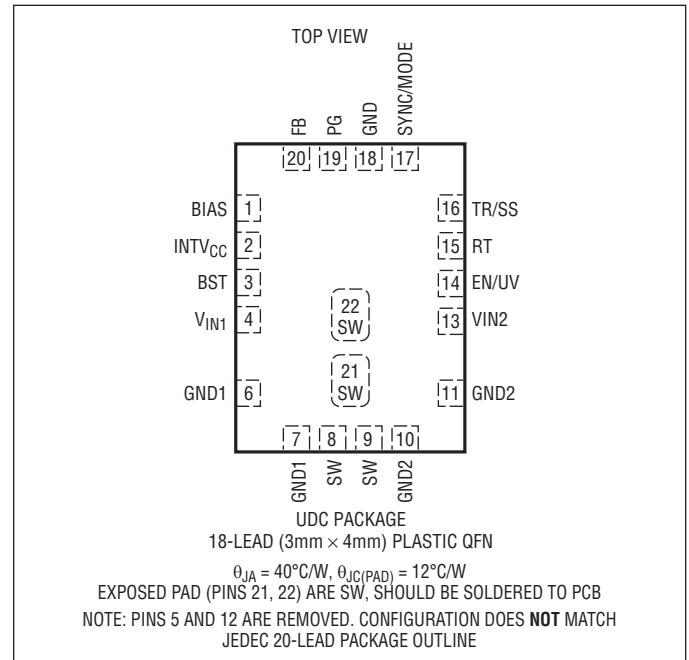 TOP VIEW
FB
PG
GND
SYNC/MODE
20 19 18 17
BIAS 1
16 TR/SS
INTVCC 2
15 RT
BST 3
14 EN/UV
VIN1 4
13 VIN2
22
SW
21
SW
GND1 6
11 GND2
7 8 9 10
GND1
SW
SW
GND2
UDC PACKAGE
18-LEAD (3mm × 4mm) PLASTIC QFN
θJA = 40°C/W, θJC(PAD) = 12°C/W
EXPOSED PAD (PINS 21, 22) ARE SW, SHOULD BE SOLDERED TO PCB
NOTE: PINS 5 AND 12 ARE REMOVED. CONFIGURATION DOES NOT MATCH
JEDEC 20-LEAD PACKAGE OUTLINE